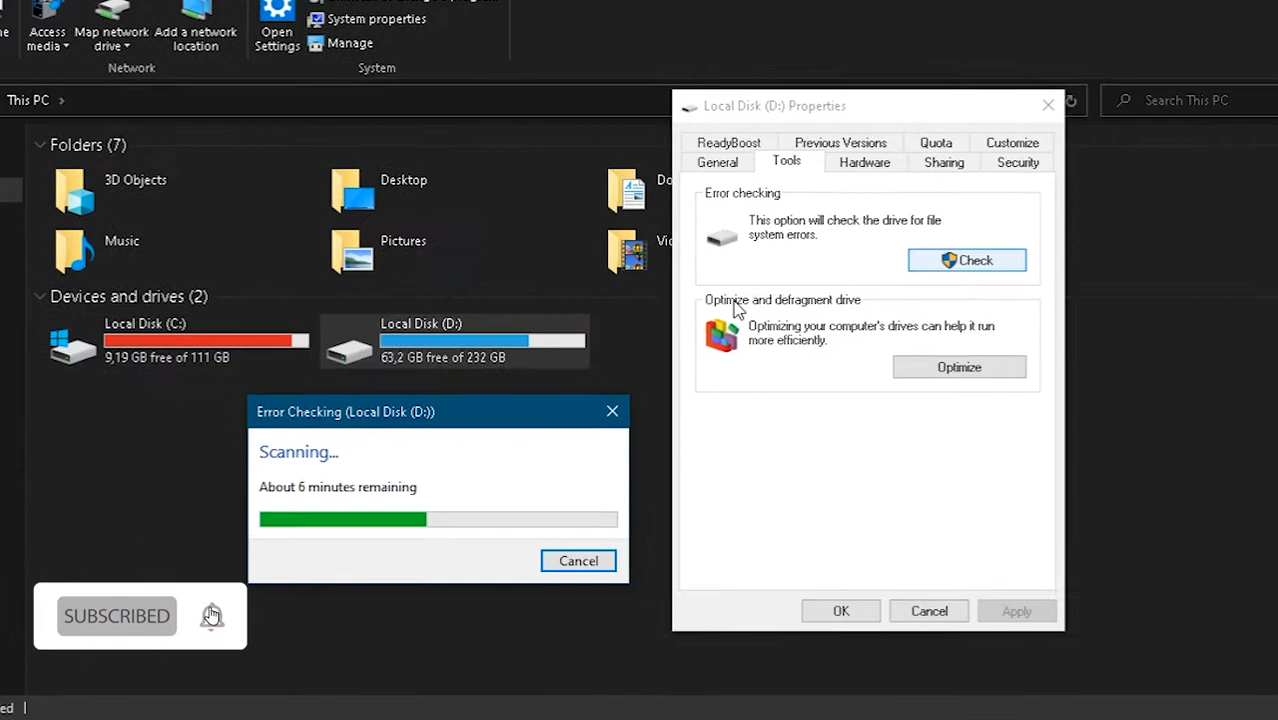 Access
media
Map network
drive
Add a network
location
Network
Open
Settings
System properties
Manage
System
This PC
Search This PC
Folders (7)
3D Objects
Desktop
Music
Pictures
Devices and drives (2)
Local Disk (C:)
9,19 GB free of 111 GB
Local Disk (D:)
63,2 GB free of 232 GB
Error Checking (Local Disk (D:))
Scanning...
About 6 minutes remaining
Cancel
SUBSCRIBED
Local Disk (D:) Properties
ReadyBoost
Previous Versions
Quota
Customize
General
Tools
Hardware
Sharing
Security
Error checking
This option will check the drive for file
system errors.
Check
Optimize and defragment drive
Optimizing your computer's drives can help it run
more efficiently.
Optimize
OK
Cancel
Apply